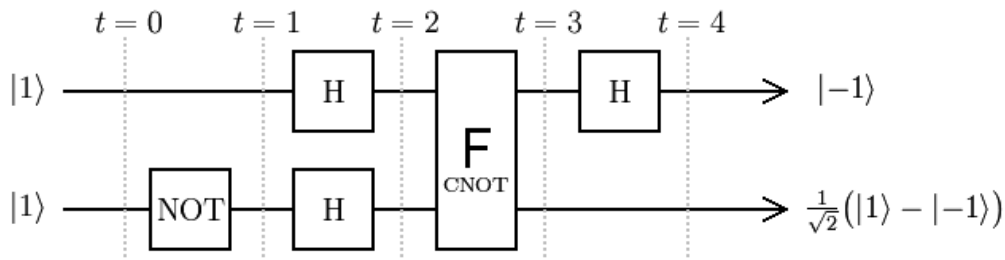 t = 0 t = 1 t = 2 t = 3 t = 4
|1⟩ H H |−1⟩
F
CNOT
|1⟩ NOT H 1/√2(|1⟩ − |−1⟩)